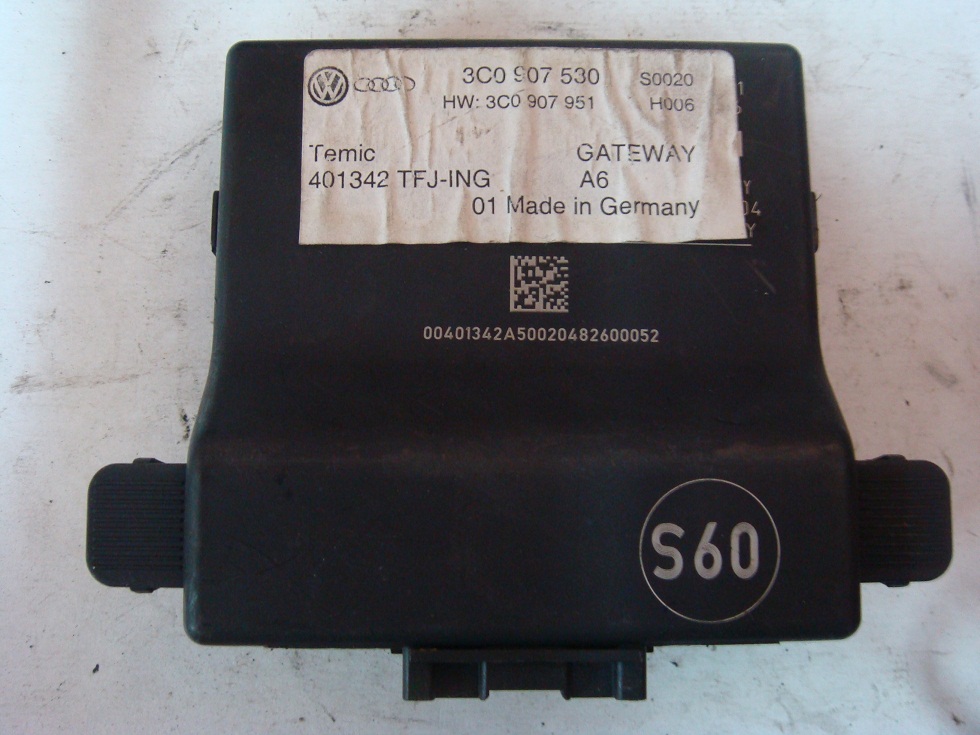 3C0 907 530 S0020
HW: 3C0 907 951 H006
Temic GATEWAY
401342 TFJ-ING A6
01 Made in Germany
00401342A50020482600052
S60